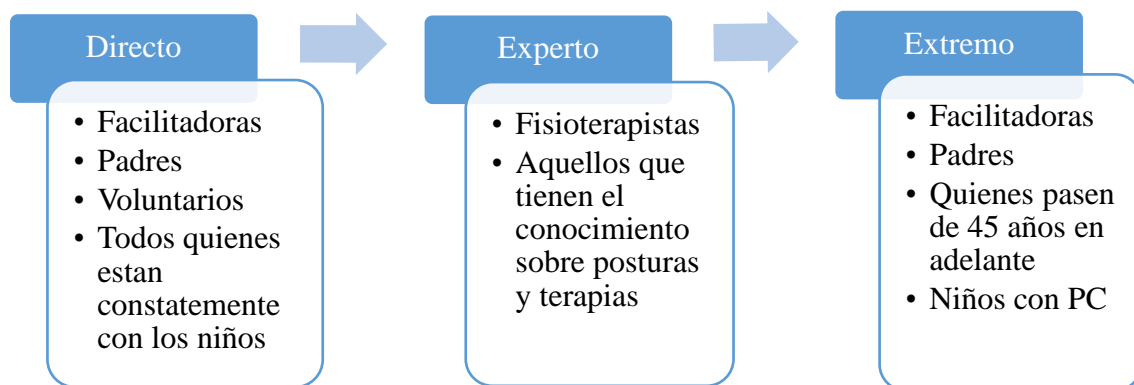 Directo
• Facilitadoras
• Padres
• Voluntarios
• Todos quienes
estan
constatemente
con los niños
Experto
• Fisioterapistas
• Aquellos que
tienen el
conocimiento
sobre posturas
y terapias
Extremo
• Facilitadoras
• Padres
• Quienes pasen
de 45 años en
adelante
• Niños con PC